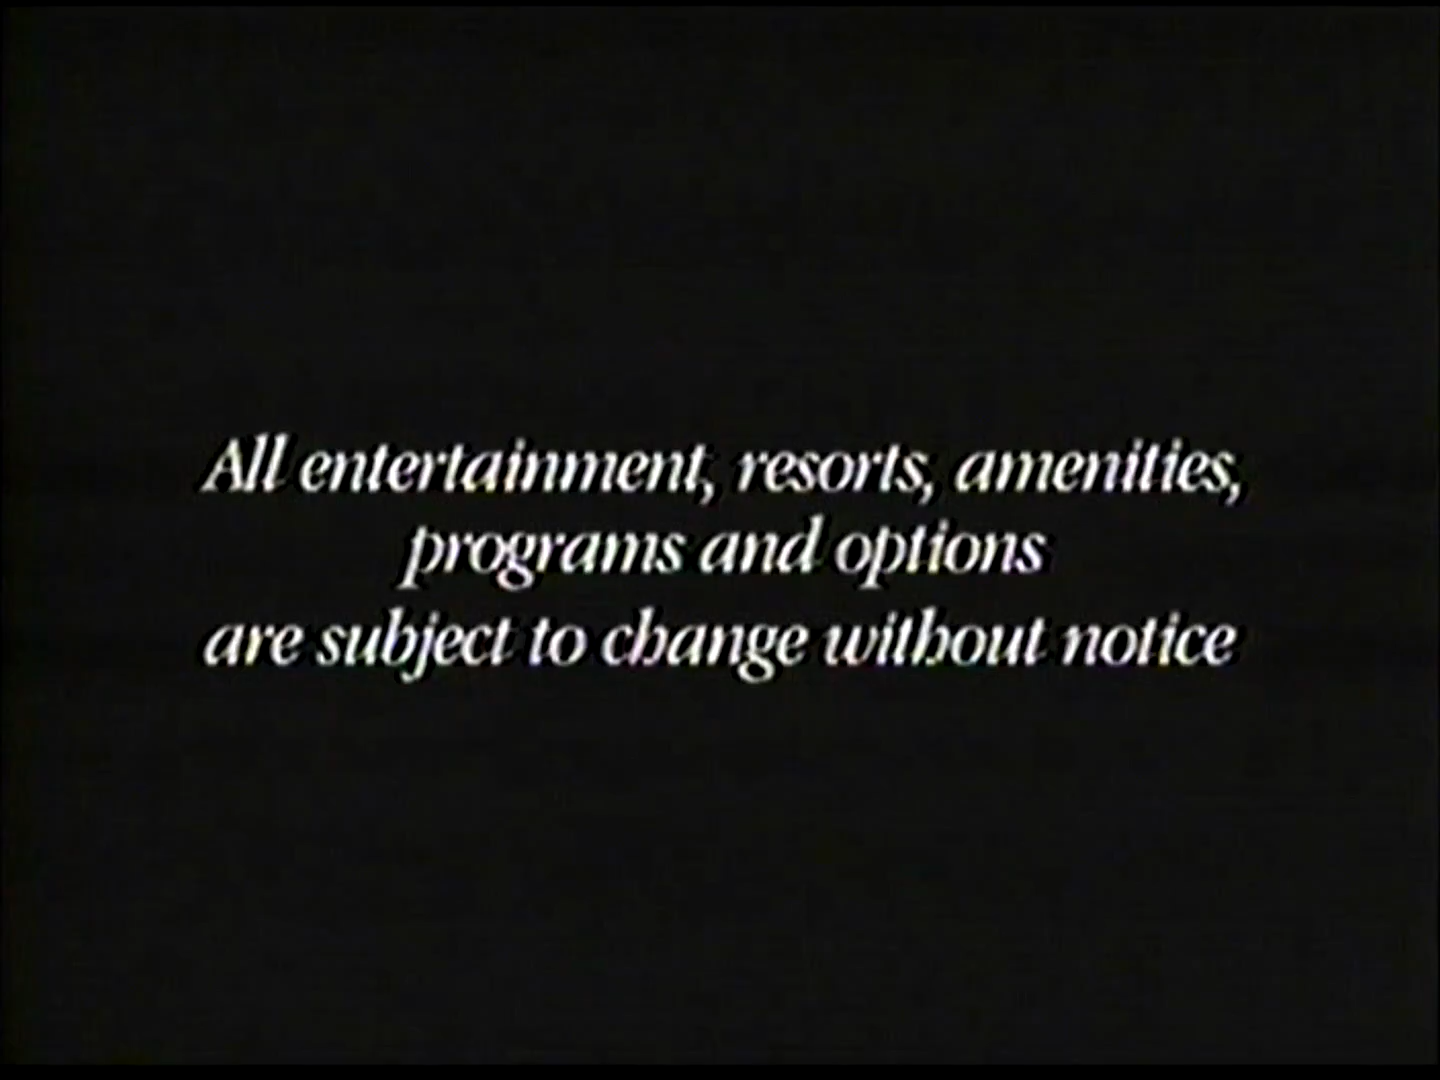 All entertainment, resorts, amenities,
programs and options
are subject to change without notice